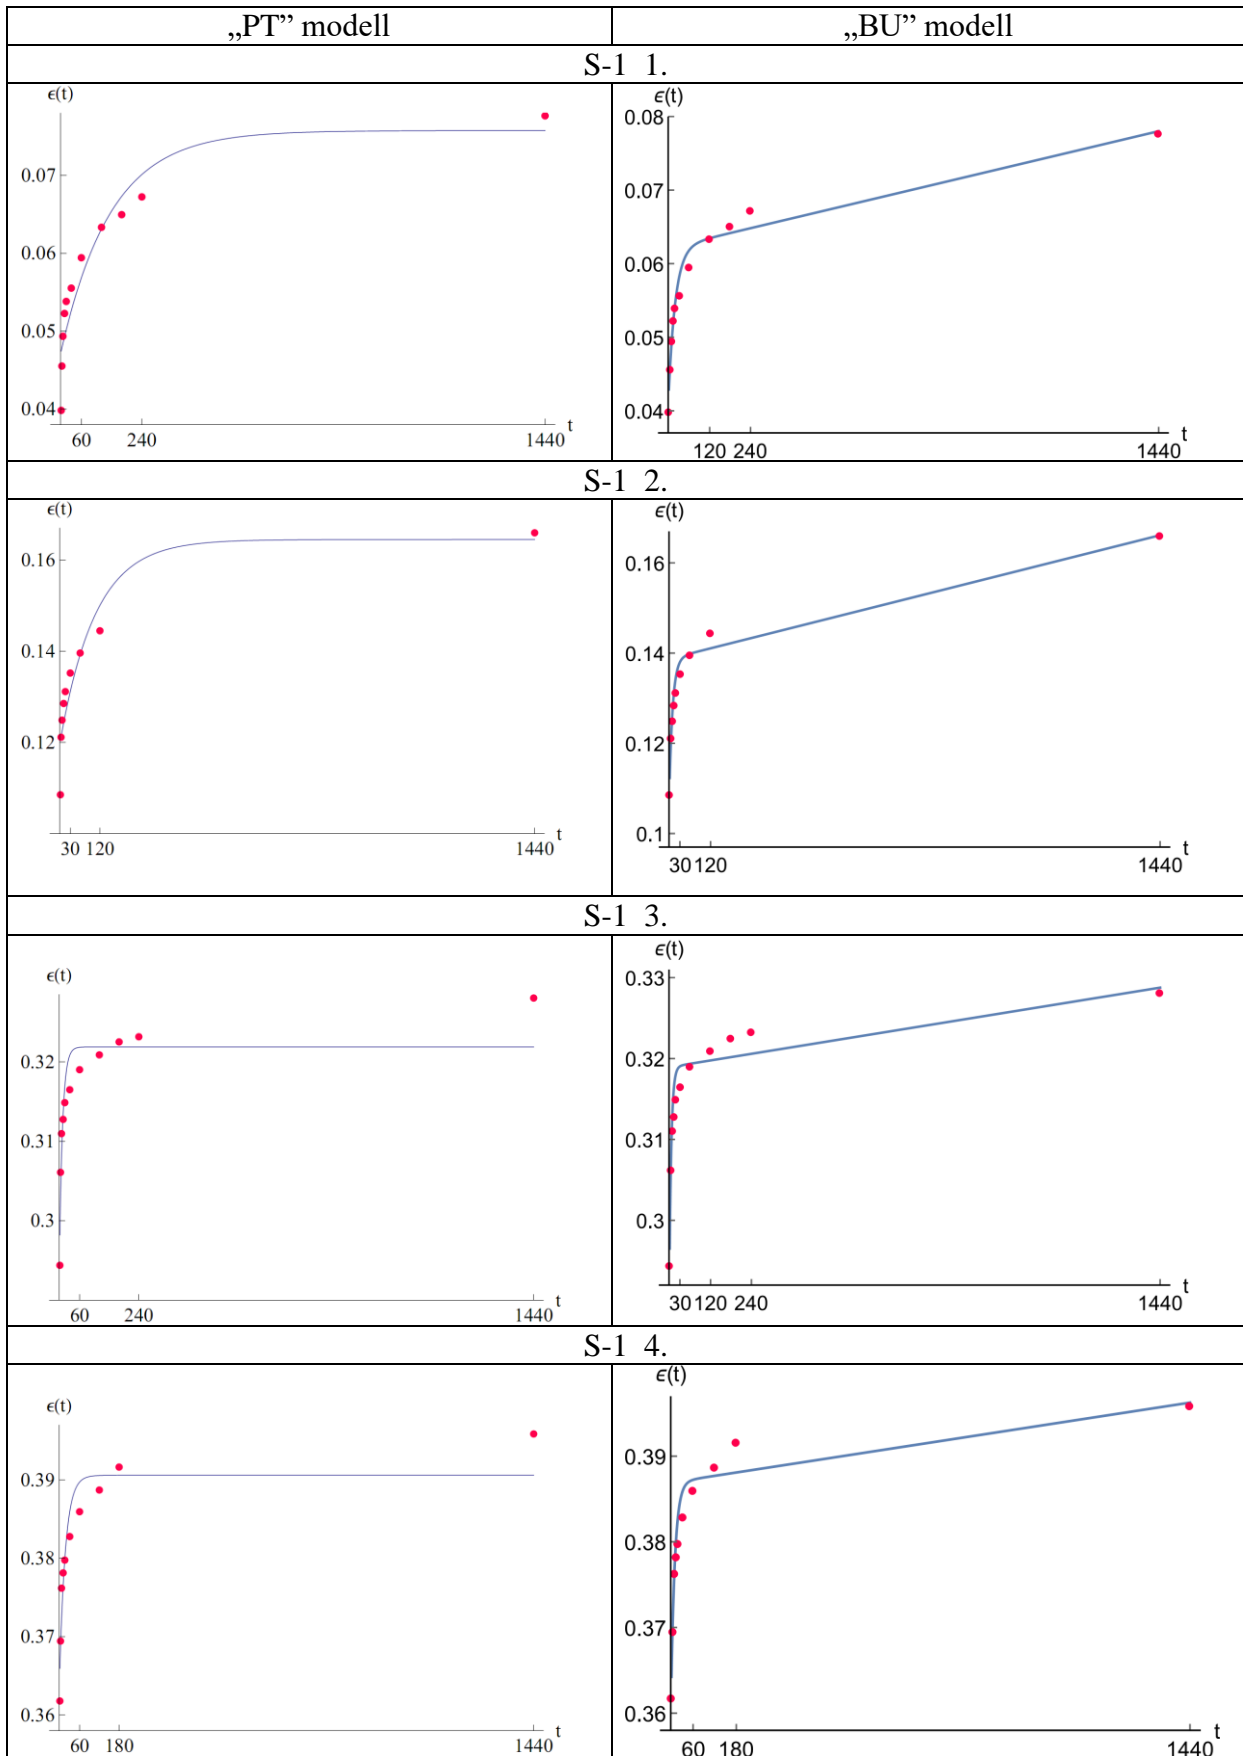 „PT” modell „BU” modell
S-1 1.
ϵ(t)
0.07
0.06
0.05
0.04
60 240 1440 t
ϵ(t)
0.08
0.07
0.06
0.05
0.04
120 240 1440 t
S-1 2.
ϵ(t)
0.16
0.14
0.12
30 120 1440 t
ϵ(t)
0.16
0.14
0.12
0.1
30 120 1440 t
S-1 3.
ϵ(t)
0.32
0.31
0.3
60 240 1440 t
ϵ(t)
0.33
0.32
0.31
0.3
30 120 240 1440 t
S-1 4.
ϵ(t)
0.39
0.38
0.37
0.36
60 180 1440 t
ϵ(t)
0.39
0.38
0.37
0.36
60 180 1440 t